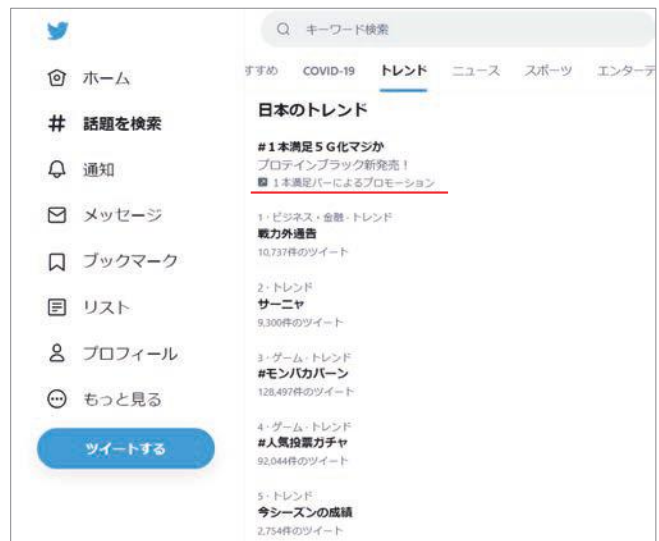 キーワード検索
すすめ COVID-19 トレンド ニュース スポーツ エンターテ
ホーム
話題を検索
通知
メッセージ
ブックマーク
リスト
プロフィール
もっと見る
ツイートする
日本のトレンド
#1本満足5G化マジか
プロテインブラック新発売!
1本満足バーによるプロモーション
1・ビジネス・金融・トレンド
戦力外通告
10,737件のツイート
2・トレンド
サーニャ
9,300件のツイート
3・ゲーム・トレンド
#モンパカパーン
128,497件のツイート
4・ゲーム・トレンド
#人気投票ガチャ
92,044件のツイート
5・トレンド
今シーズンの成績
2,754件のツイート